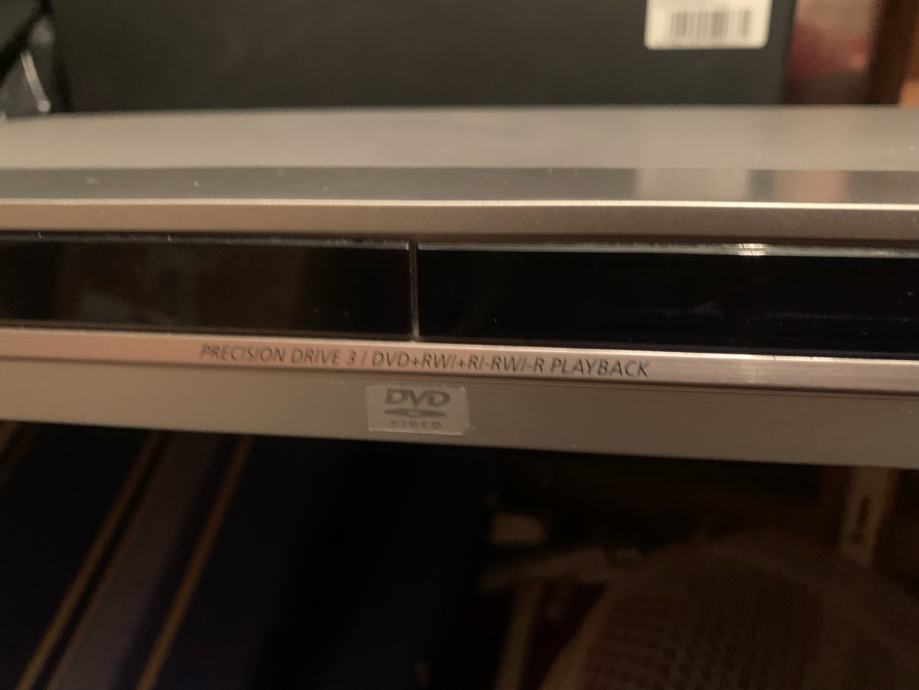 PRECISION DRIVE 3 / DVD+RW/+R/-RW/-R PLAYBACK
DVD
VIDEO